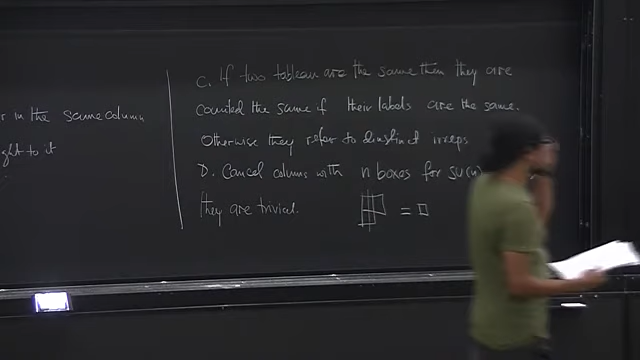 r in the same column
ght to it
C. If two tableau are the same then they are
counted the same if their labels are the same.
Otherwise they refer to dinstinct irreps
D. Cancel columns with n boxes for SU(n)
they are trivial.
= □